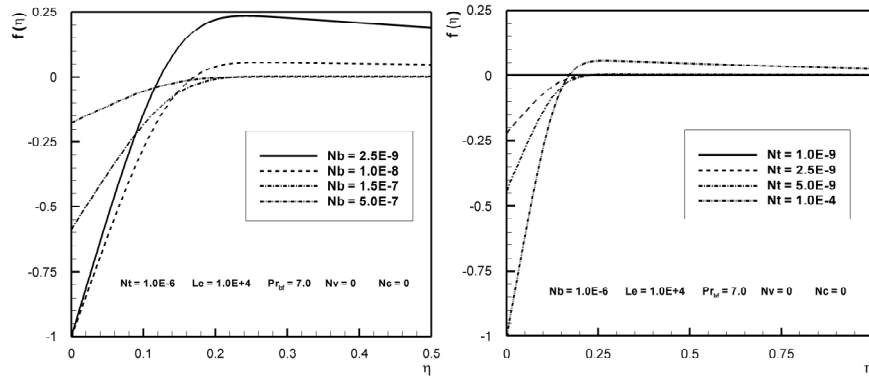 f (η)
0.25
0
-0.25
-0.5
-0.75
-1
0
0.1
0.2
0.3
0.4
0.5
η
Nb = 2.5E-9
Nb = 1.0E-8
Nb = 1.5E-7
Nb = 5.0E-7
Nt = 1.0E-6 Le = 1.0E+4 Pr_bf = 7.0 Nv = 0 Nc = 0
f (η)
0.25
0
-0.25
-0.5
-0.75
-1
0
0.25
0.5
0.75
Nt = 1.0E-9
Nt = 2.5E-9
Nt = 5.0E-9
Nt = 1.0E-4
Nb = 1.0E-6 Le = 1.0E+4 Pr_bf = 7.0 Nv = 0 Nc = 0